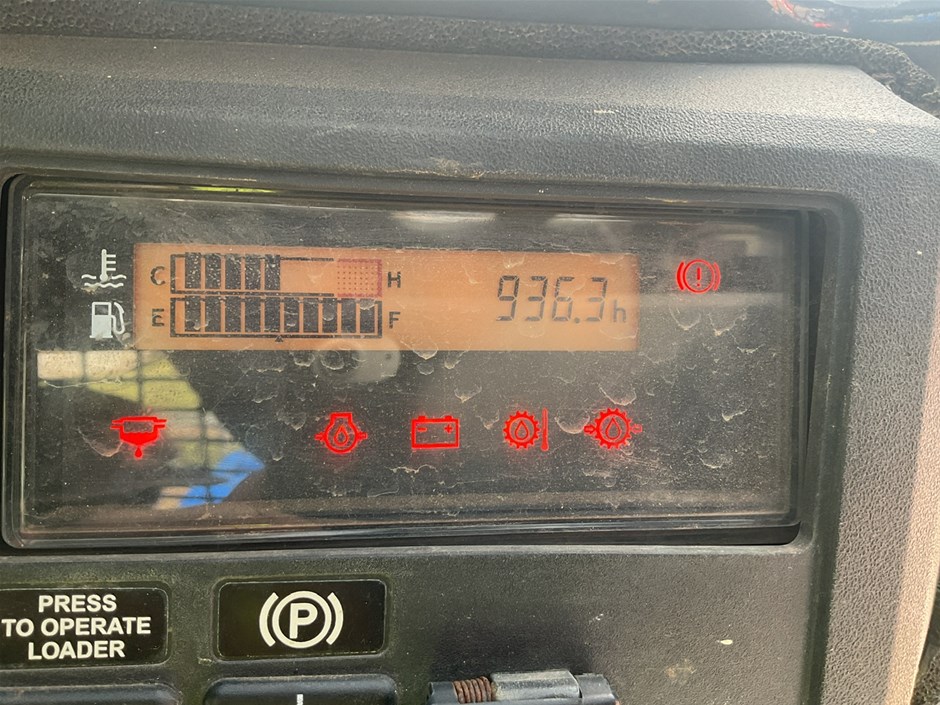 C H
E F
936.3h
PRESS
TO OPERATE
LOADER
P